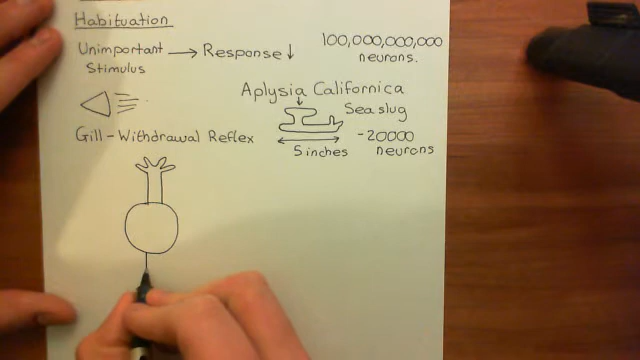 Habituation
Unimportant → Response ↓
Stimulus
100,000,000,000
neurons.
Aplysia Californica
Sea slug
Gill-Withdrawal Reflex
5 inches
~20000
neurons